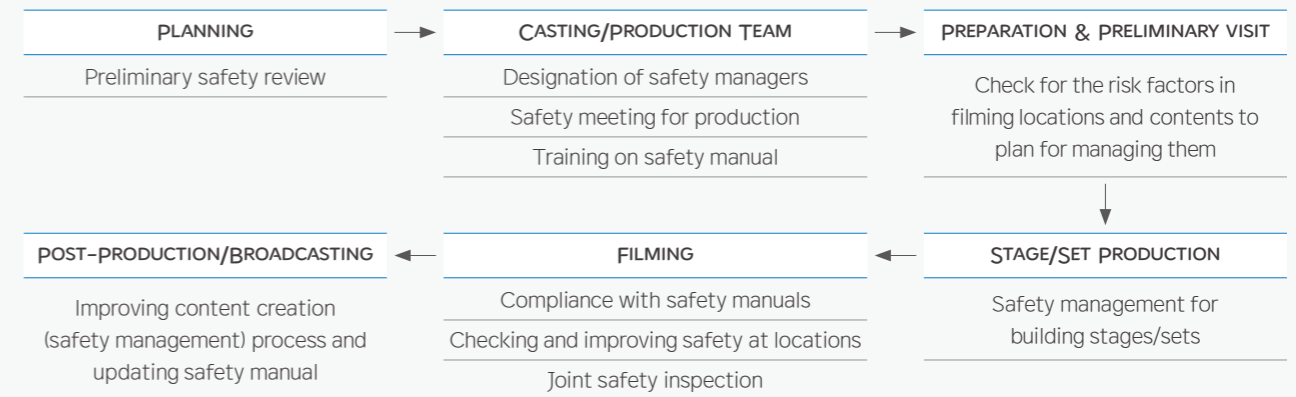 PLANNING
Preliminary safety review
CASTING/PRODUCTION TEAM
Designation of safety managers
Safety meeting for production
Training on safety manual
PREPARATION & PRELIMINARY VISIT
Check for the risk factors in
filming locations and contents to
plan for managing them
STAGE/SET PRODUCTION
Safety management for
building stages/sets
FILMING
Compliance with safety manuals
Checking and improving safety at locations
Joint safety inspection
POST-PRODUCTION/BROADCASTING
Improving content creation
(safety management) process and
updating safety manual